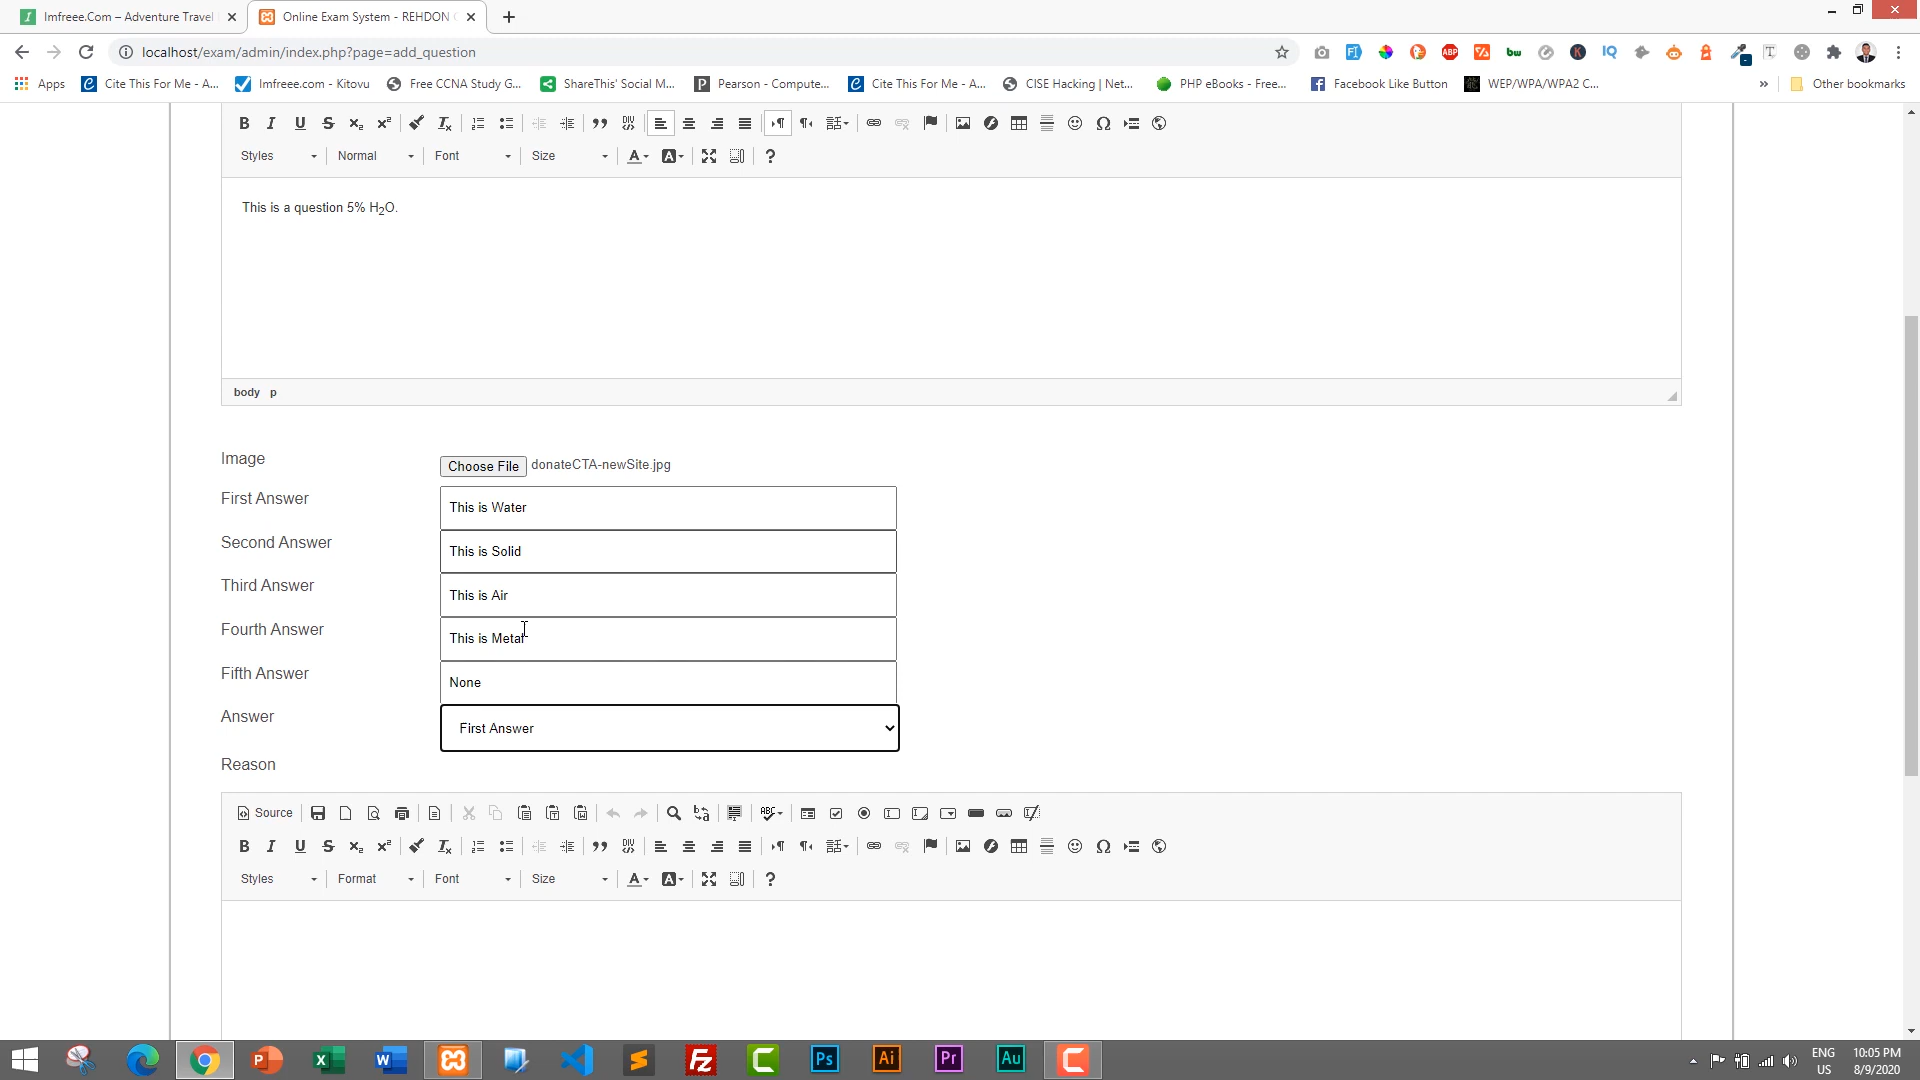 Imfreee.Com – Adventure Travel
Online Exam System - REHDON C
localhost/exam/admin/index.php?page=add_question
Apps
Cite This For Me - A...
Imfreee.com - Kitovu
Free CCNA Study G...
ShareThis' Social M...
Pearson - Compute...
Cite This For Me - A...
CISE Hacking | Net...
PHP eBooks - Free...
Facebook Like Button
WEP/WPA/WPA2 C...
Other bookmarks
Styles
Normal
Font
Size
This is a question 5% H₂O.
body p
Image
Choose File donateCTA-newSite.jpg
First Answer
This is Water
Second Answer
This is Solid
Third Answer
This is Air
Fourth Answer
This is Metal
Fifth Answer
None
Answer
First Answer
Reason
Source
Styles
Format
Font
Size
ENG
US
10:05 PM
8/9/2020